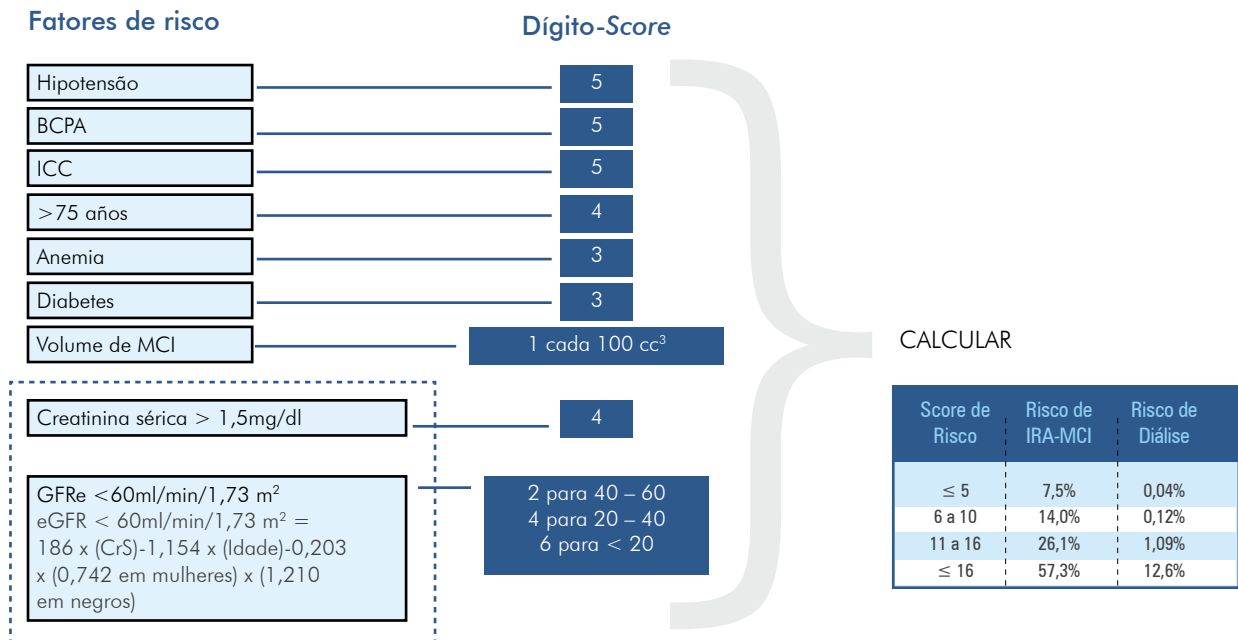 Fatores de risco
Dígito-Score
Hipotensão
5
BCPA
5
ICC
5
>75 años
4
Anemia
3
Diabetes
3
Volume de MCI
1 cada 100 cc³
CALCULAR
Creatinina sérica > 1,5mg/dl
4
GFRe <60ml/min/1,73 m²
eGFR < 60ml/min/1,73 m² =
186 x (CrS)-1,154 x (Idade)-0,203
x (0,742 em mulheres) x (1,210
em negros)
2 para 40 – 60
4 para 20 – 40
6 para < 20
Score de Risco de Risco de
Risco IRA-MCI Diálise
≤ 5 7,5% 0,04%
6 a 10 14,0% 0,12%
11 a 16 26,1% 1,09%
≤ 16 57,3% 12,6%